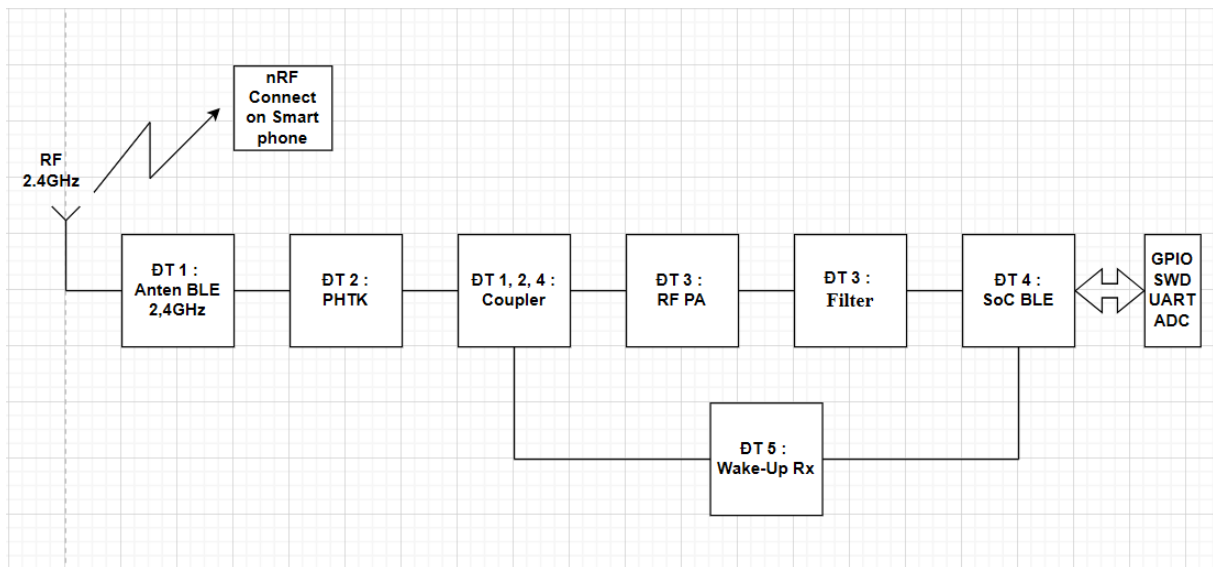 nRF
Connect
on Smart
phone
RF
2.4GHz
ĐT 1 :
Anten BLE
2,4GHz
ĐT 2 :
PHTK
ĐT 1, 2, 4 :
Coupler
ĐT 3 :
RF PA
ĐT 3 :
Filter
ĐT 4 :
SoC BLE
GPIO
SWD
UART
ADC
ĐT 5 :
Wake-Up Rx